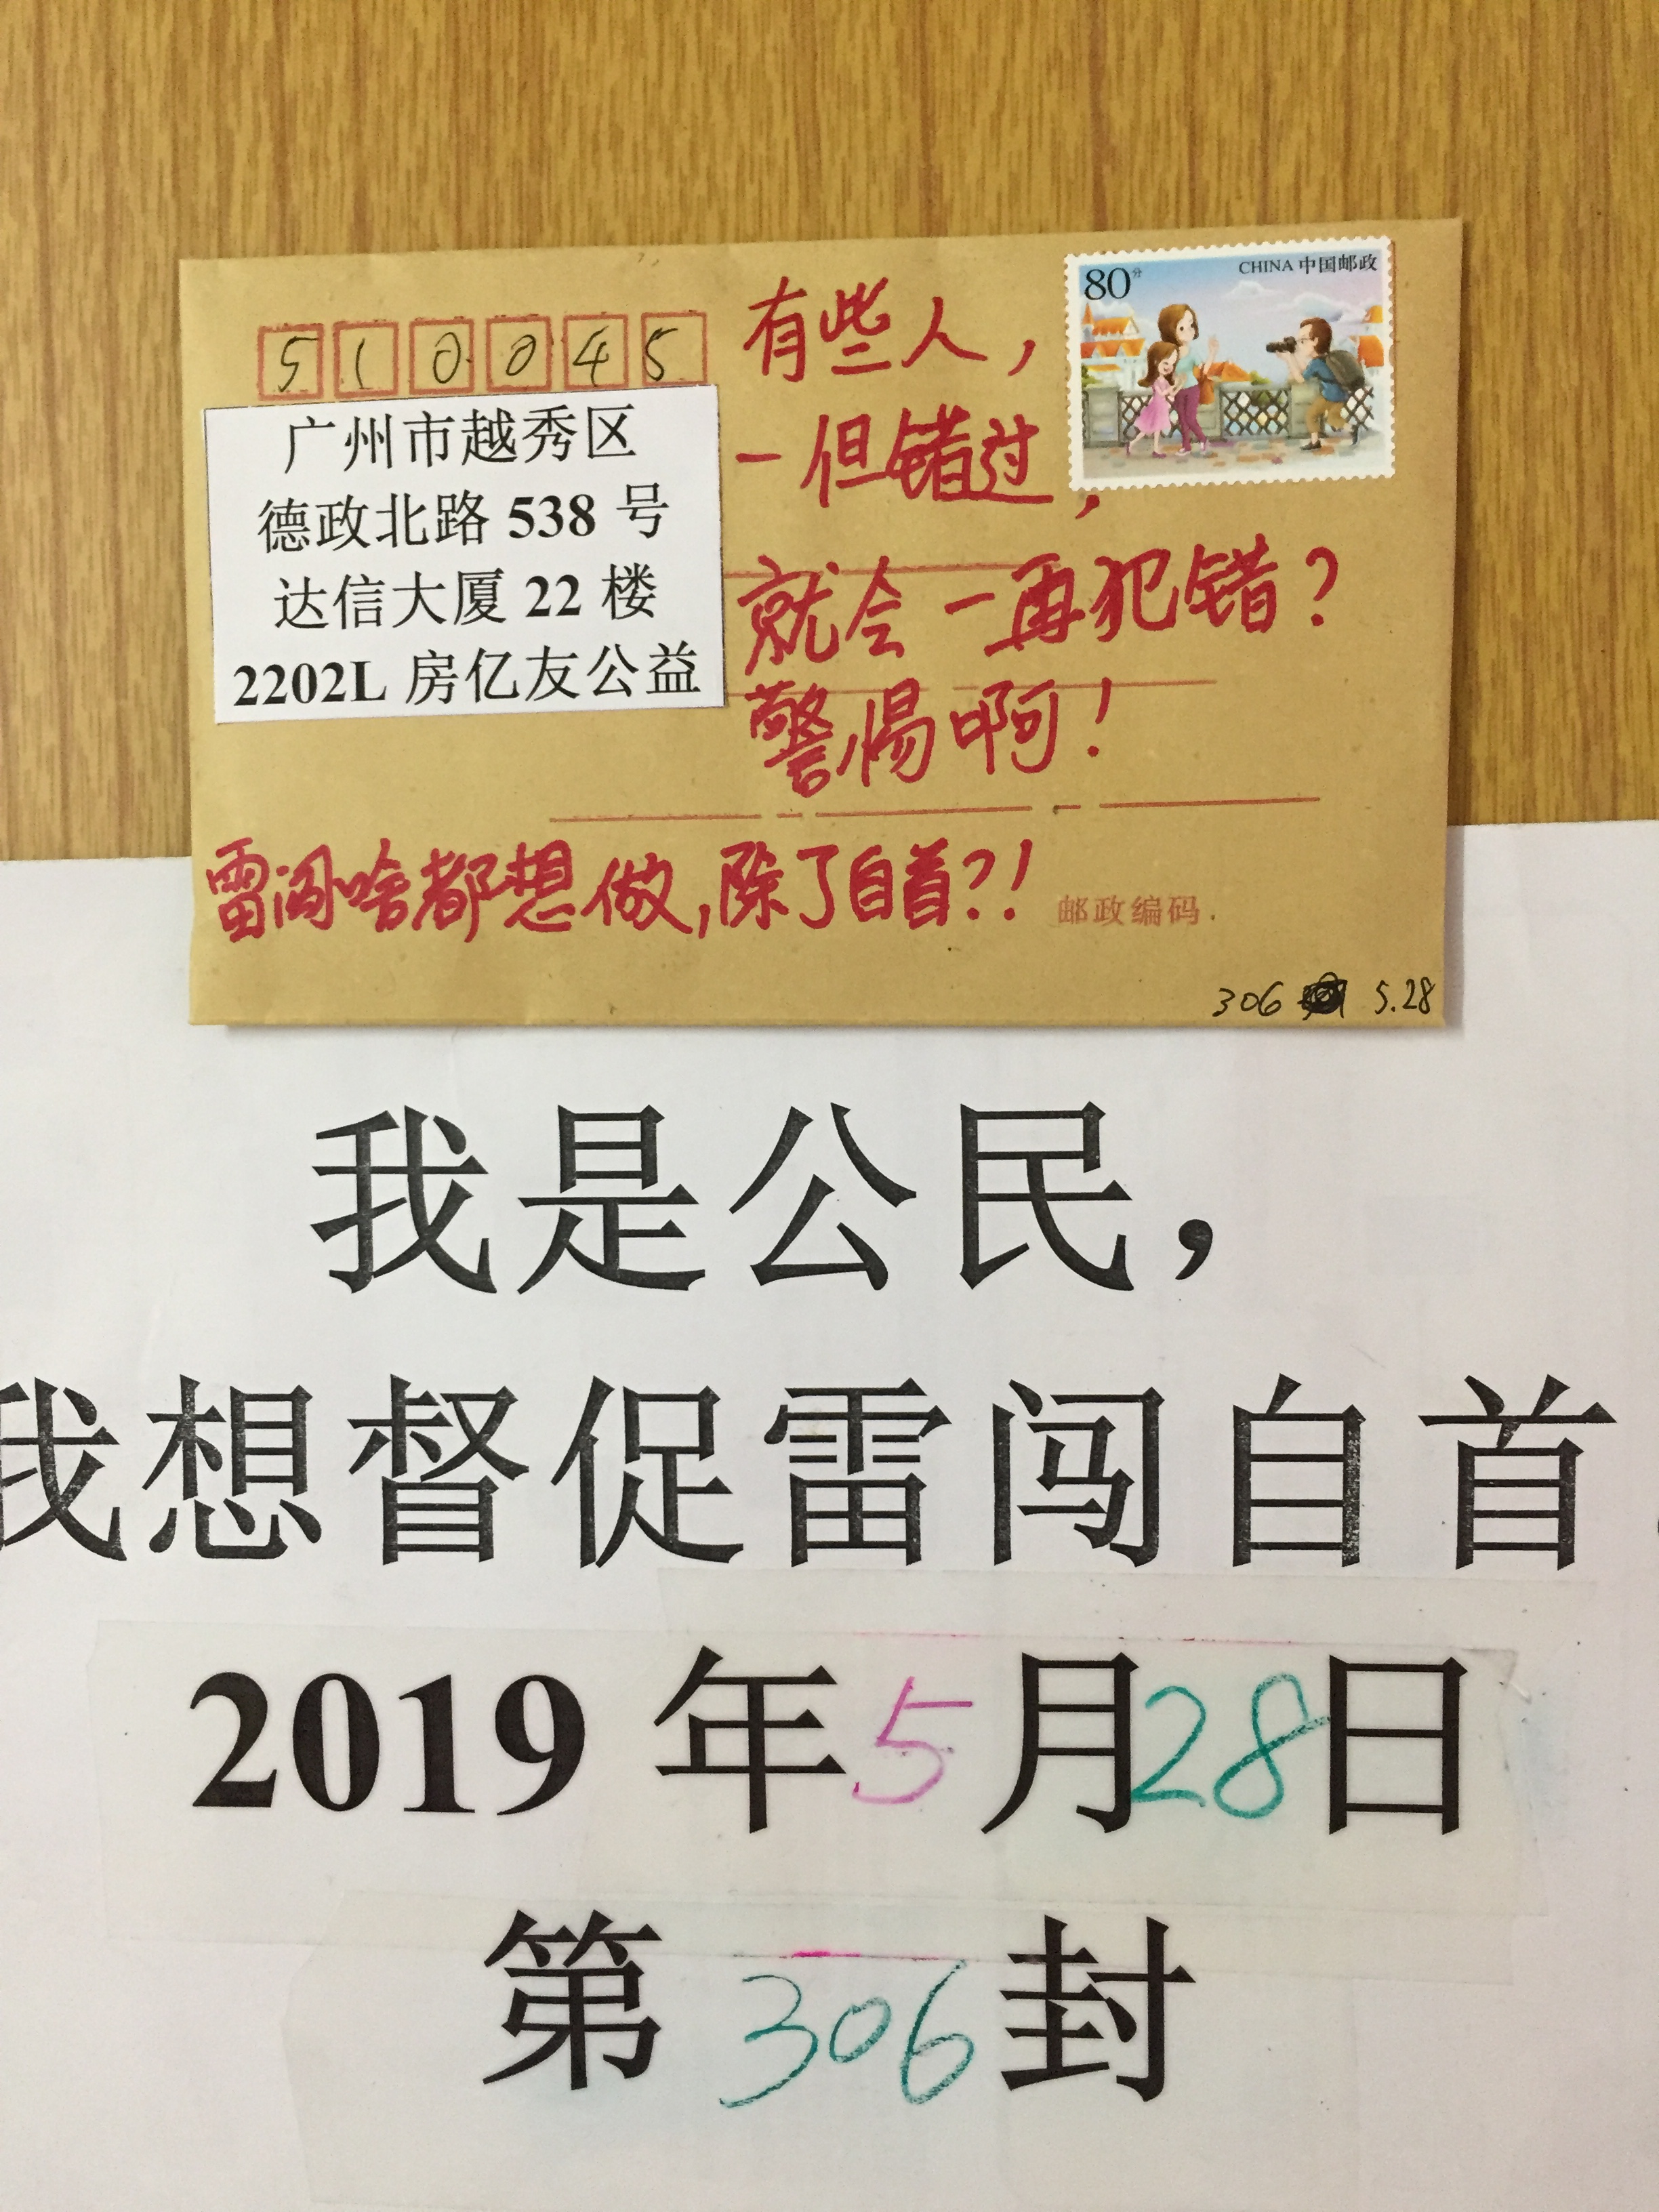 510045
广州市越秀区
德政北路 538 号
达信大厦 22 楼
2202L 房亿友公益
80分
CHINA 中国邮政
有些人，
一但错过，
就会一再犯错？
警惕啊！
雷闯啥都想做，除了自首？！
邮政编码
306 5.28
我是公民，
我想督促雷闯自首
2019 年 5 月 28 日
第 306 封